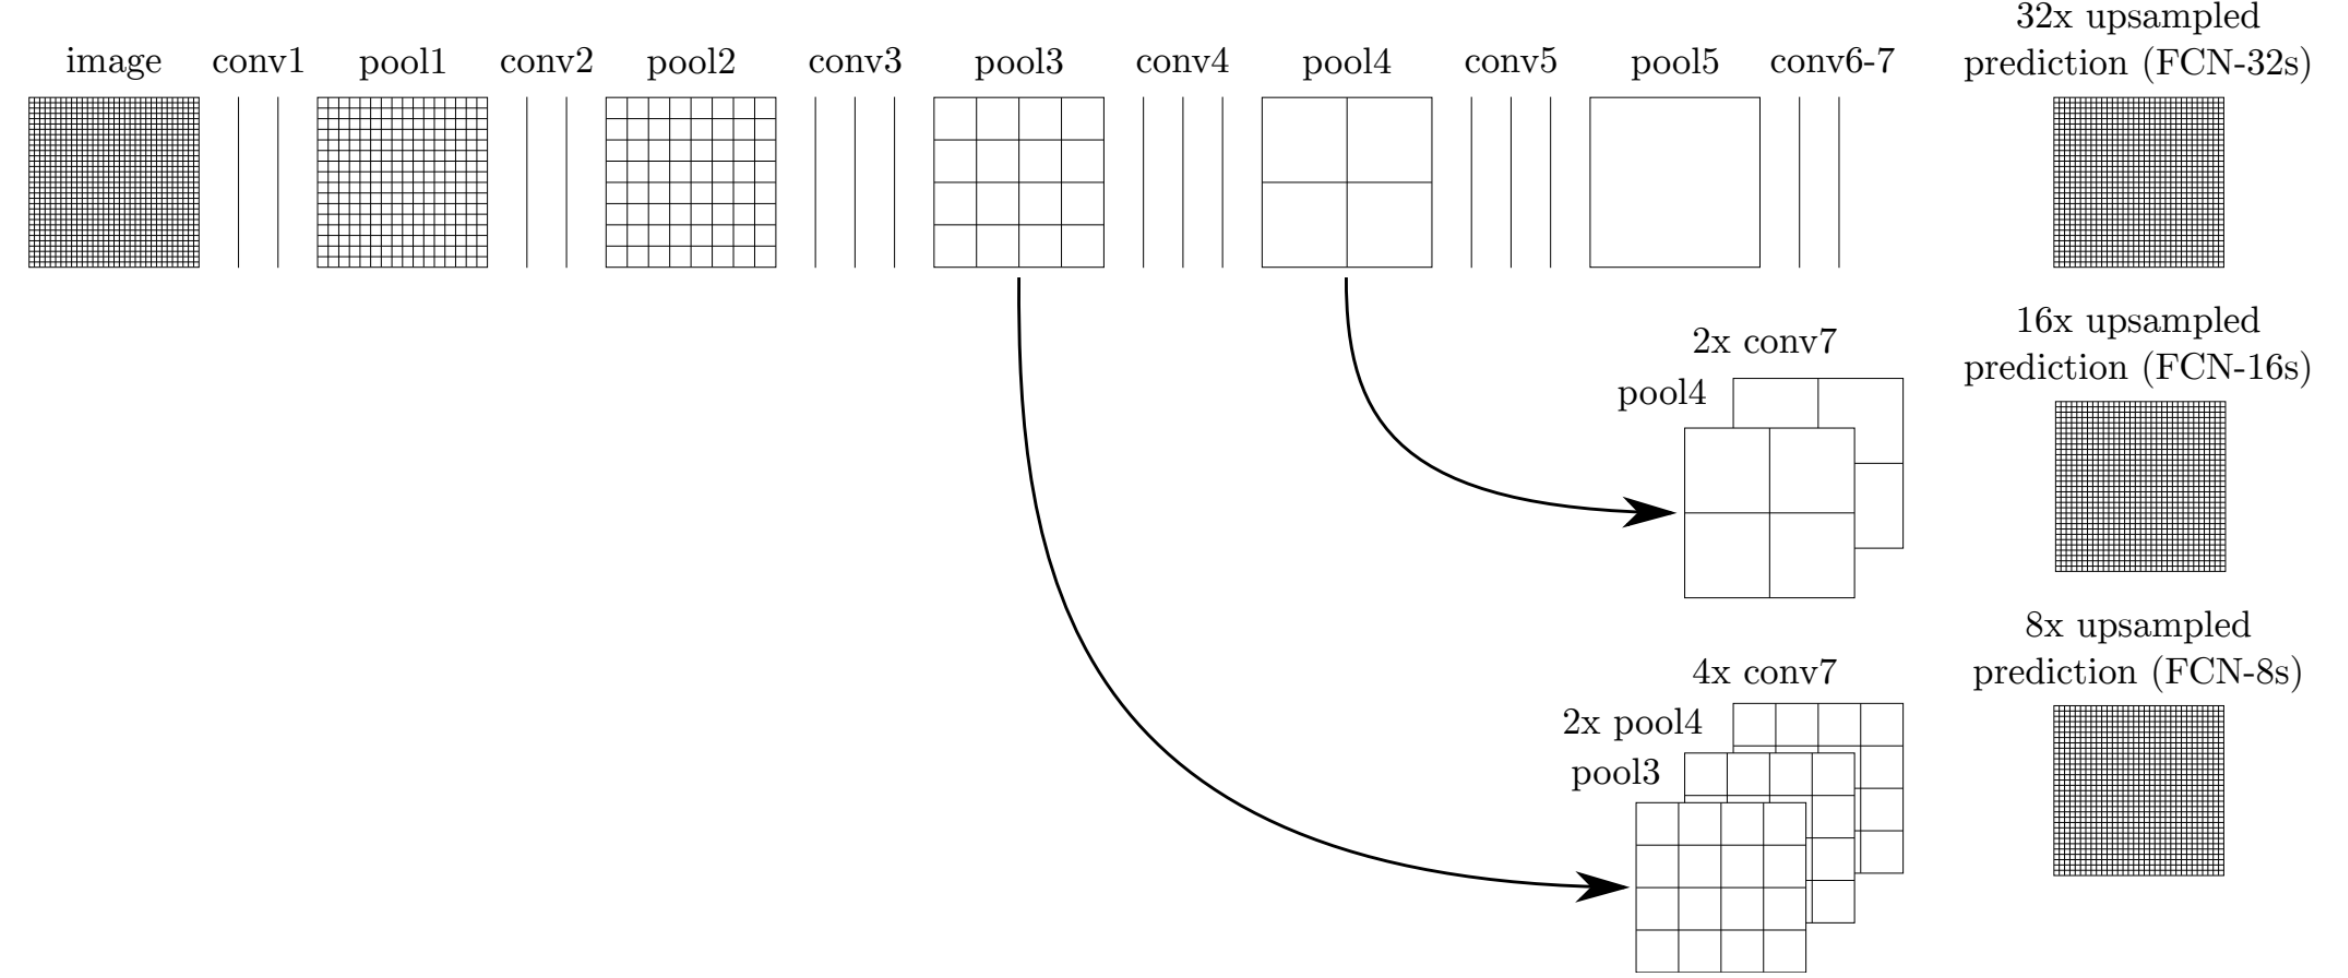 image
conv1
pool1
conv2
pool2
conv3
pool3
conv4
pool4
conv5
pool5
conv6-7
32x upsampled
prediction (FCN-32s)
2x conv7
pool4
16x upsampled
prediction (FCN-16s)
4x conv7
2x pool4
pool3
8x upsampled
prediction (FCN-8s)